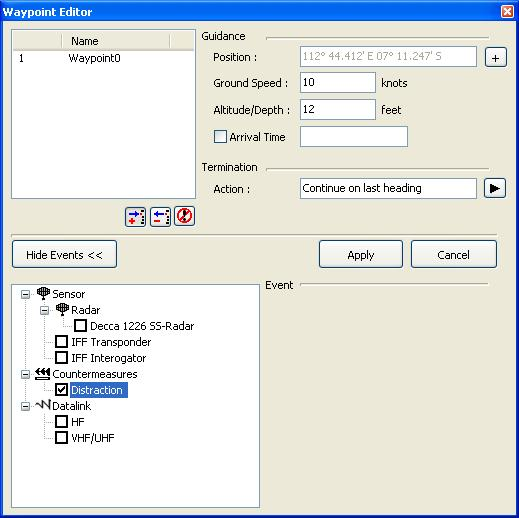 Waypoint Editor
Name
1 Waypoint0
Guidance
Position : 112° 44.412' E 07° 11.247' S +
Ground Speed : 10 knots
Altitude/Depth : 12 feet
Arrival Time
Termination
Action : Continue on last heading
Hide Events << Apply Cancel
Event
Sensor
Radar
Decca 1226 SS-Radar
IFF Transponder
IFF Interogator
Countermeasures
Distraction
Datalink
HF
VHF/UHF